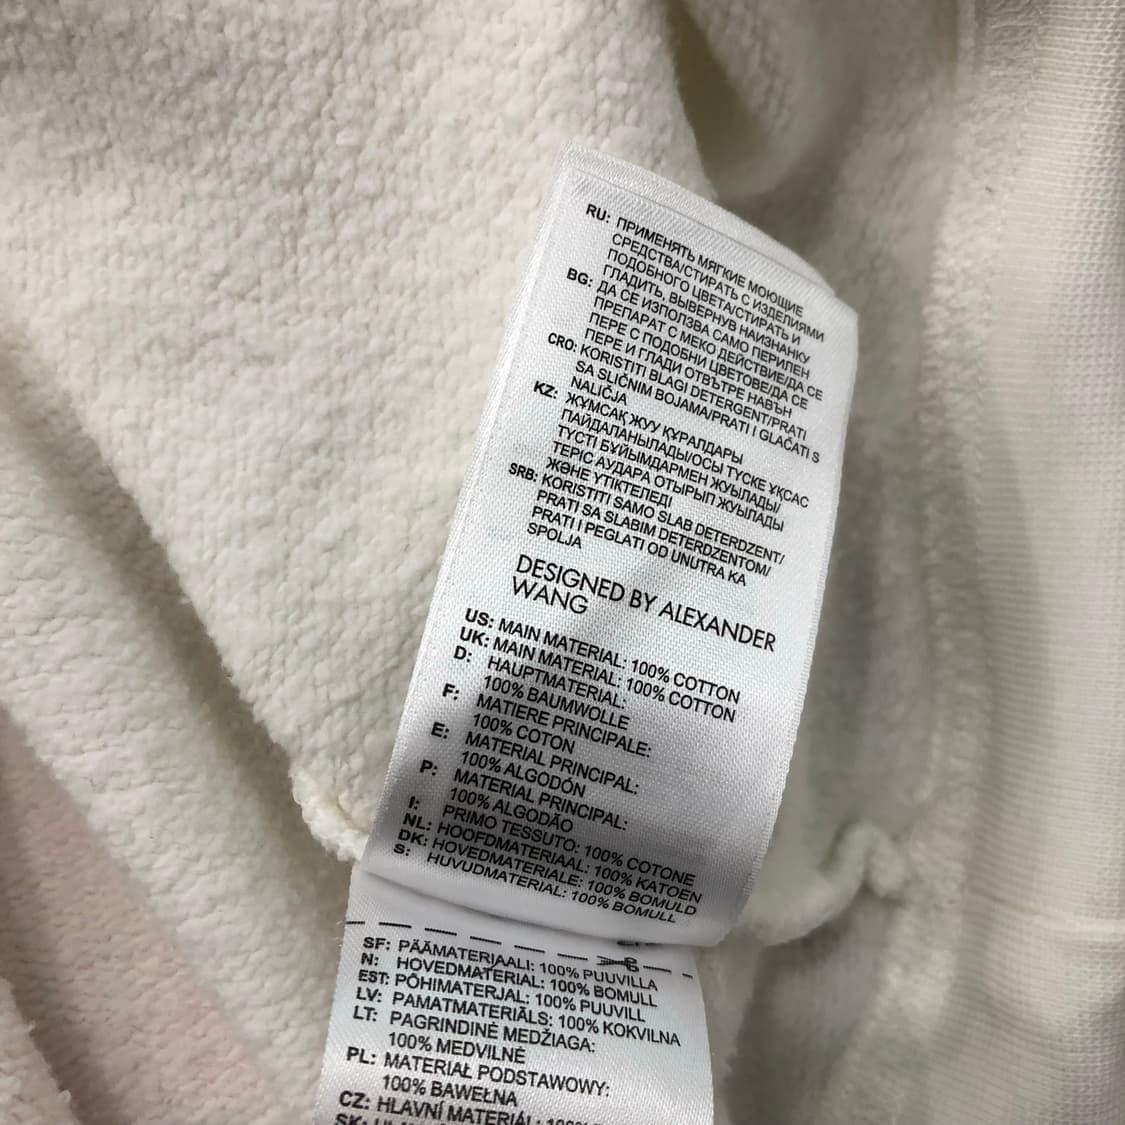 RU: ПРИМЕНЯТЬ МЯГКИЕ МОЮЩИЕ
СРЕДСТВА/СТИРАТЬ С ИЗДЕЛИЯМИ
ПОДОБНОГО ЦВЕТА/СТИРАТЬ И
ГЛАДИТЬ, ВЫВЕРНУВ НАИЗНАНКУ
BG: ДА СЕ ИЗПОЛЗВА САМО ПЕРИЛЕН
ПРЕПАРАТ С МЕКО ДЕЙСТВИЕ/ДА СЕ
ПЕРЕ С ПОДОБНИ ЦВЕТОВЕ/ДА СЕ
ПЕРЕ И ГЛАДИ ОТВЪТРЕ НАВЪН
CRO: KORISTITI BLAGI DETERGENT/PRATI
SA SLIČNIM BOJAMA/PRATI I GLAČATI S
NALIČJA
KZ: ЖҰМСАҚ ЖУУ ҚҰРАЛДАРЫ
ПАЙДАЛАНЫЛАДЫ/ОСЫ ТҮСКЕ ҰҚСАС
ТҮСТІ БҰЙЫМДАРМЕН ЖУЫЛАДЫ/
ТЕРІС АУДАРА ОТЫРЫП ЖУЫЛАДЫ
ЖӘНЕ ҮТІКТЕЛЕДІ
SRB: KORISTITI SAMO SLAB DETERDZENT/
PRATI SA SLABIM DETERDZENTOM/
PRATI I PEGLATI OD UNUTRA KA
SPOLJA
DESIGNED BY ALEXANDER
WANG
US: MAIN MATERIAL: 100% COTTON
UK: MAIN MATERIAL: 100% COTTON
D: HAUPTMATERIAL:
100% BAUMWOLLE
F: MATIERE PRINCIPALE:
100% COTON
E: MATERIAL PRINCIPAL:
100% ALGODÓN
P: MATERIAL PRINCIPAL:
100% ALGODÃO
I: PRIMO TESSUTO: 100% COTONE
NL: HOOFDMATERIAAL: 100% KATOEN
DK: HOVEDMATERIALE: 100% BOMULD
S: HUVUDMATERIAL: 100% BOMULL
SF: PÄÄMATERJAALI: 100% PUUVILLA
N: HOVEDMATERIAL: 100% BOMULL
EST: PÕHIMATERJAL: 100% PUUVILL
LV: PAMATMATERIĀLS: 100% KOKVILNA
LT: PAGRINDINĖ MEDŽIAGA:
100% MEDVILNĖ
PL: MATERIAŁ PODSTAWOWY:
100% BAWEŁNA
CZ: HLAVNÍ MATERIÁL:
SK: